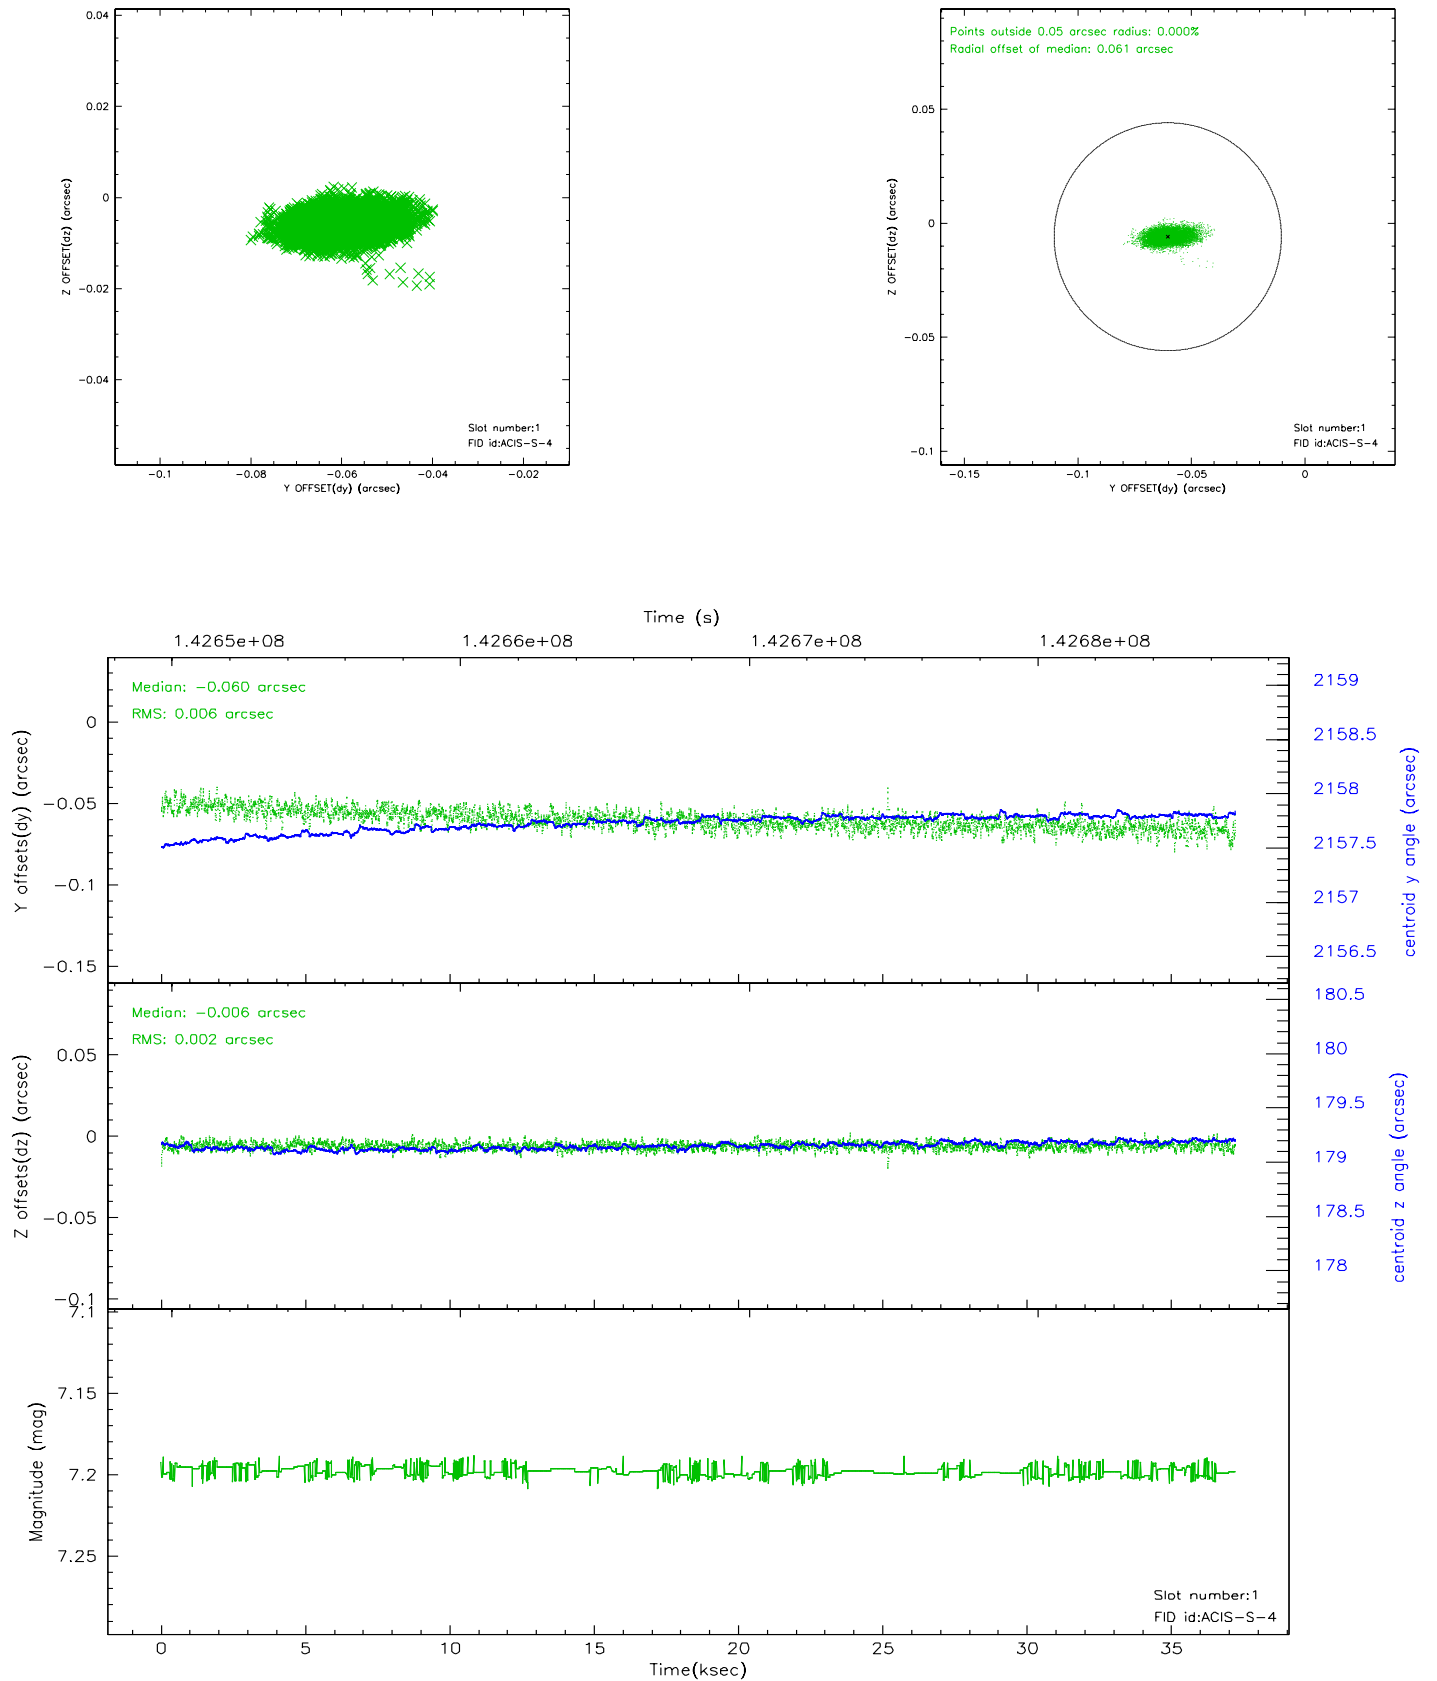 0.04
0.02
0
−0.02
−0.04
Z OFFSET(dz) (arcsec)
Slot number:1
FID id:ACIS−S−4
−0.1
−0.08
−0.06
−0.04
−0.02
Y OFFSET(dy) (arcsec)
Points outside 0.05 arcsec radius: 0.000%
Radial offset of median: 0.061 arcsec
0.05
0
−0.05
−0.1
Z OFFSET(dz) (arcsec)
Slot number:1
FID id:ACIS−S−4
−0.15
−0.1
−0.05
0
Y OFFSET(dy) (arcsec)
Time (s)
1.4265e+08
1.4266e+08
1.4267e+08
1.4268e+08
Median: −0.060 arcsec
RMS: 0.006 arcsec
0
−0.05
−0.1
−0.15
Y offsets(dy) (arcsec)
2159
2158.5
2158
2157.5
2157
2156.5
centroid y angle (arcsec)
Median: −0.006 arcsec
RMS: 0.002 arcsec
0.05
0
−0.05
−0.1
Z offsets(dz) (arcsec)
180.5
180
179.5
179
178.5
178
centroid z angle (arcsec)
7.1
7.15
7.2
7.25
Magnitude (mag)
Slot number:1
FID id:ACIS−S−4
0
5
10
15
20
25
30
35
Time(ksec)